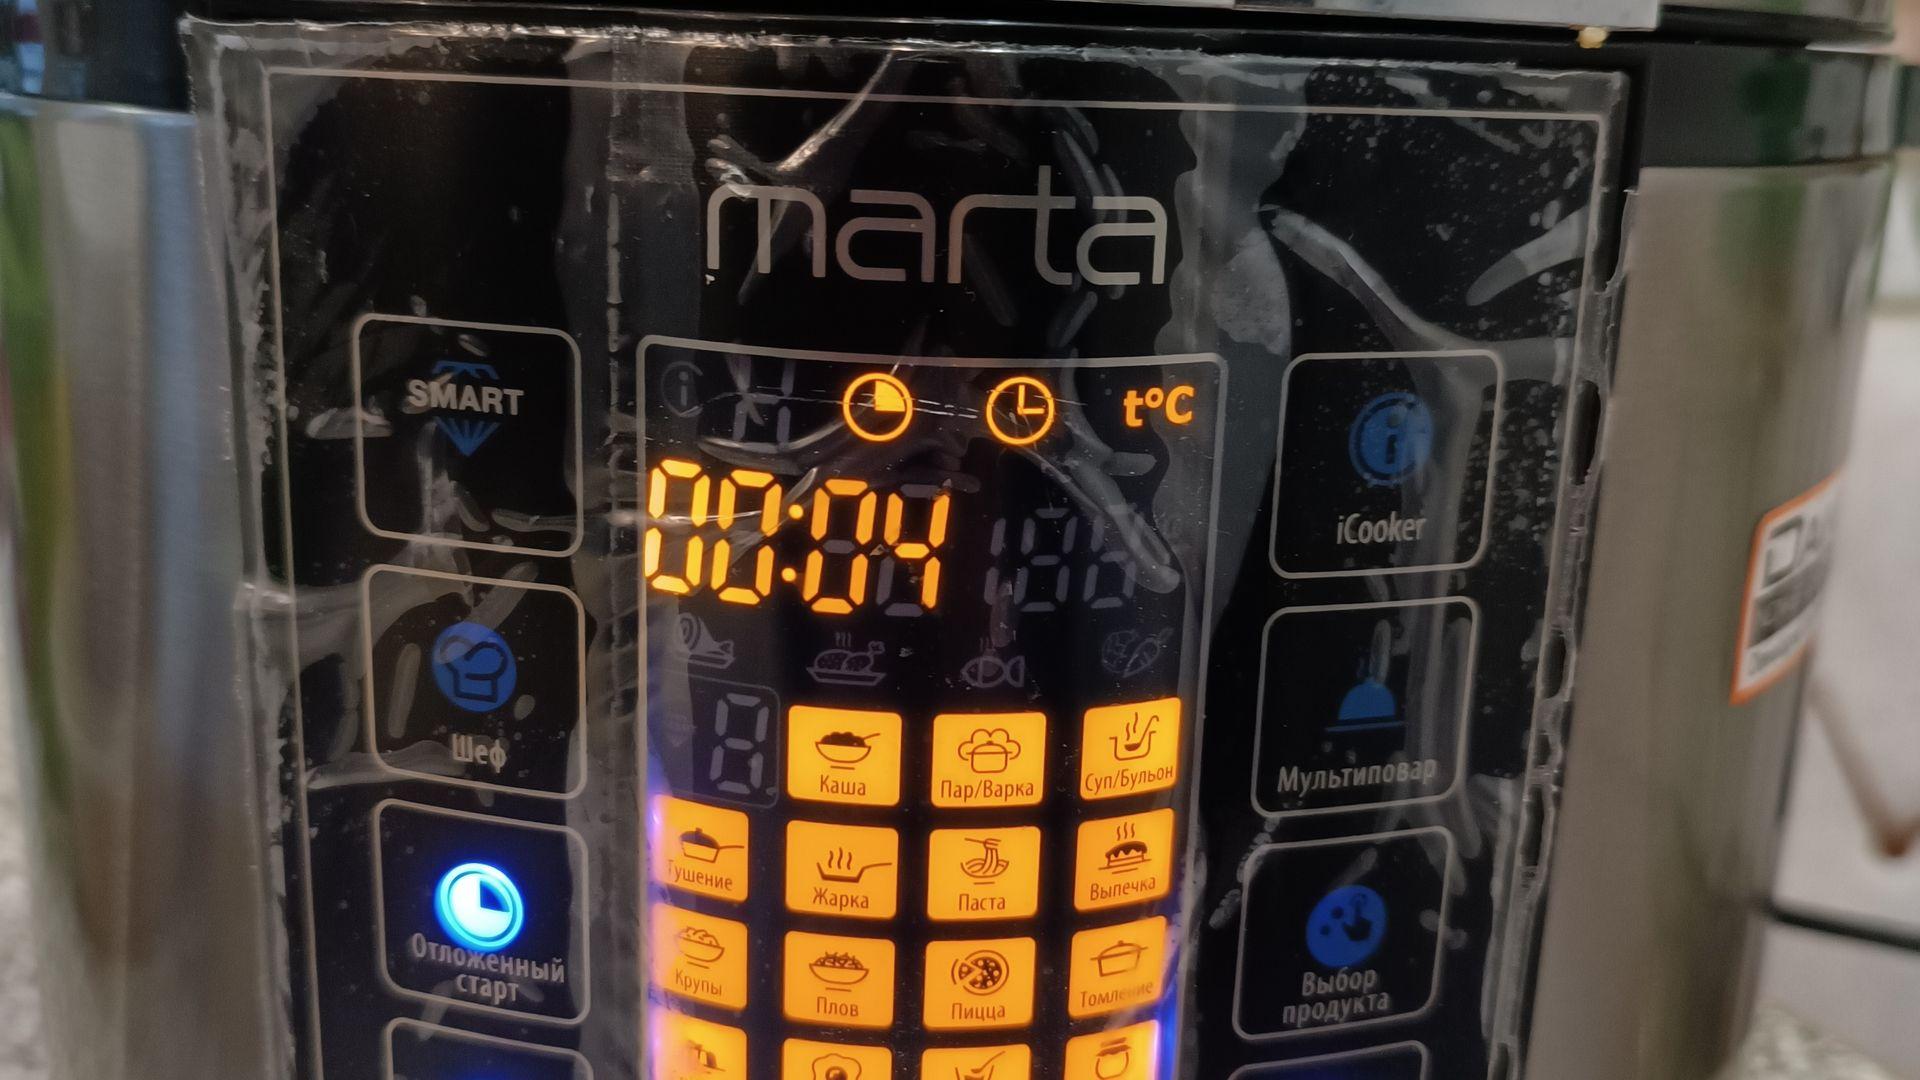 marta
SMART
t°C
00:04
iCooker
Шеф
Мультиповар
Каша
Пар/Варка
Суп/Бульон
Тушение
Жарка
Паста
Выпечка
Отложенный
старт
Крупы
Плов
Пицца
Томление
Выбор
продукта